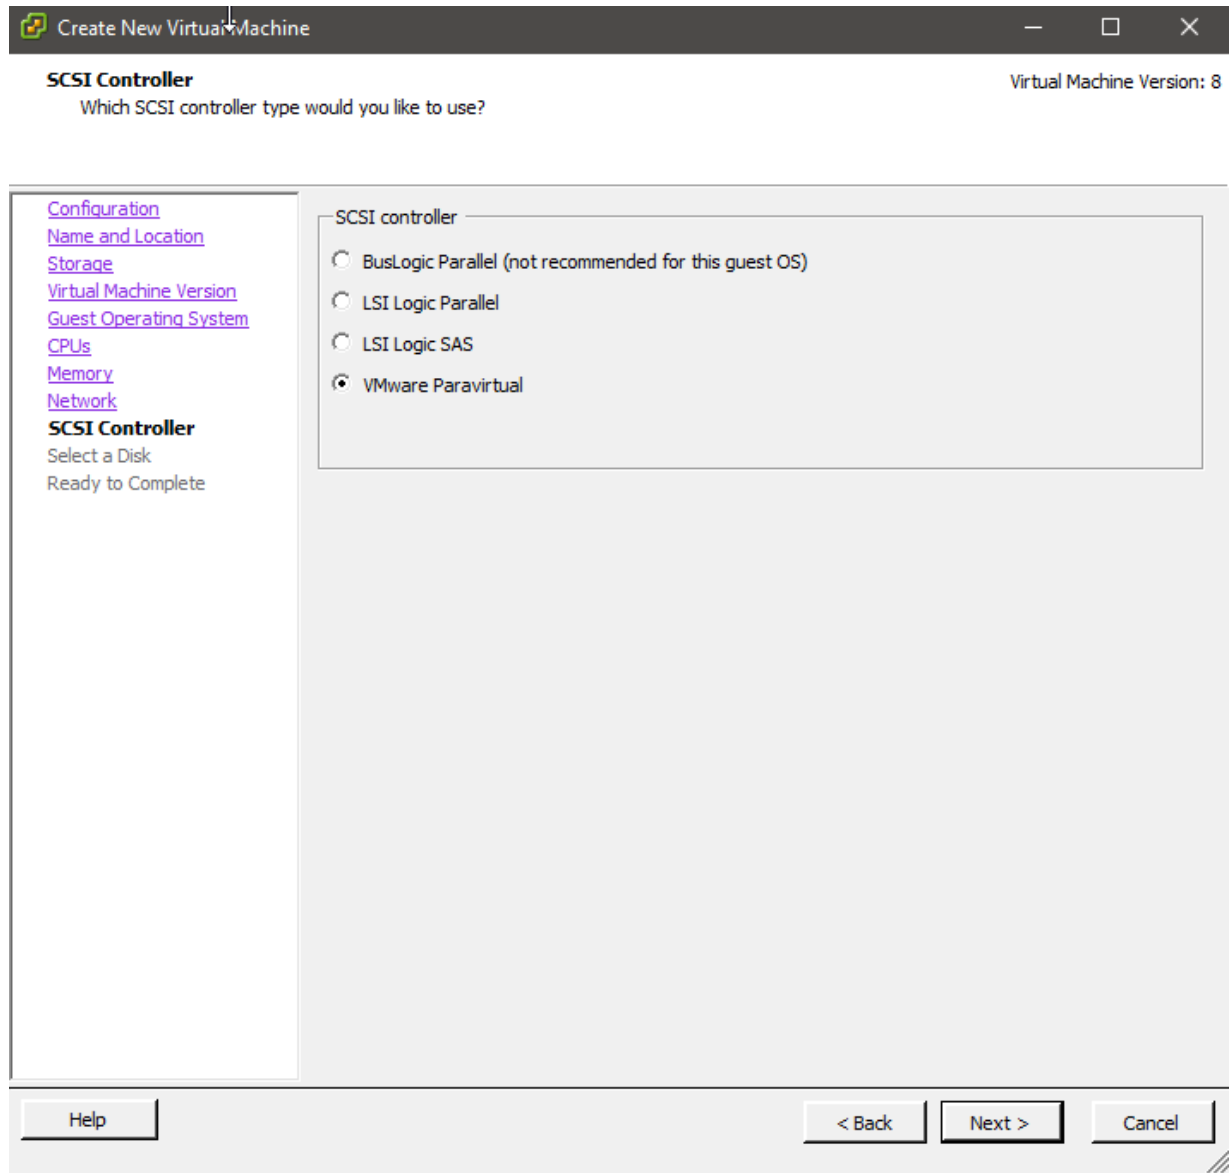 Create New Virtual Machine
SCSI Controller
Virtual Machine Version: 8
Which SCSI controller type would you like to use?
Configuration
Name and Location
Storage
Virtual Machine Version
Guest Operating System
CPUs
Memory
Network
SCSI Controller
Select a Disk
Ready to Complete
SCSI controller
BusLogic Parallel (not recommended for this guest OS)
LSI Logic Parallel
LSI Logic SAS
VMware Paravirtual
Help
< Back
Next >
Cancel